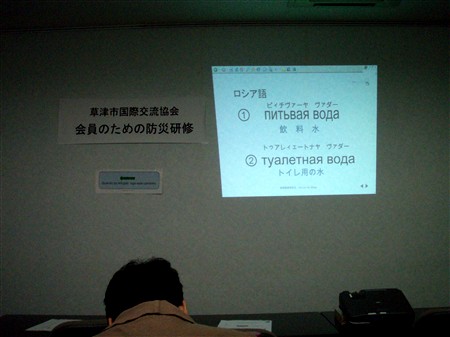 草津市国際交流協会
会員のための防災研修
ロシア語
ピィチヴァーヤ ヴァダー
① питьвая вода
飲料水
トゥアレィェートナヤ ヴァダー
② туалетная вода
トイレ用の水